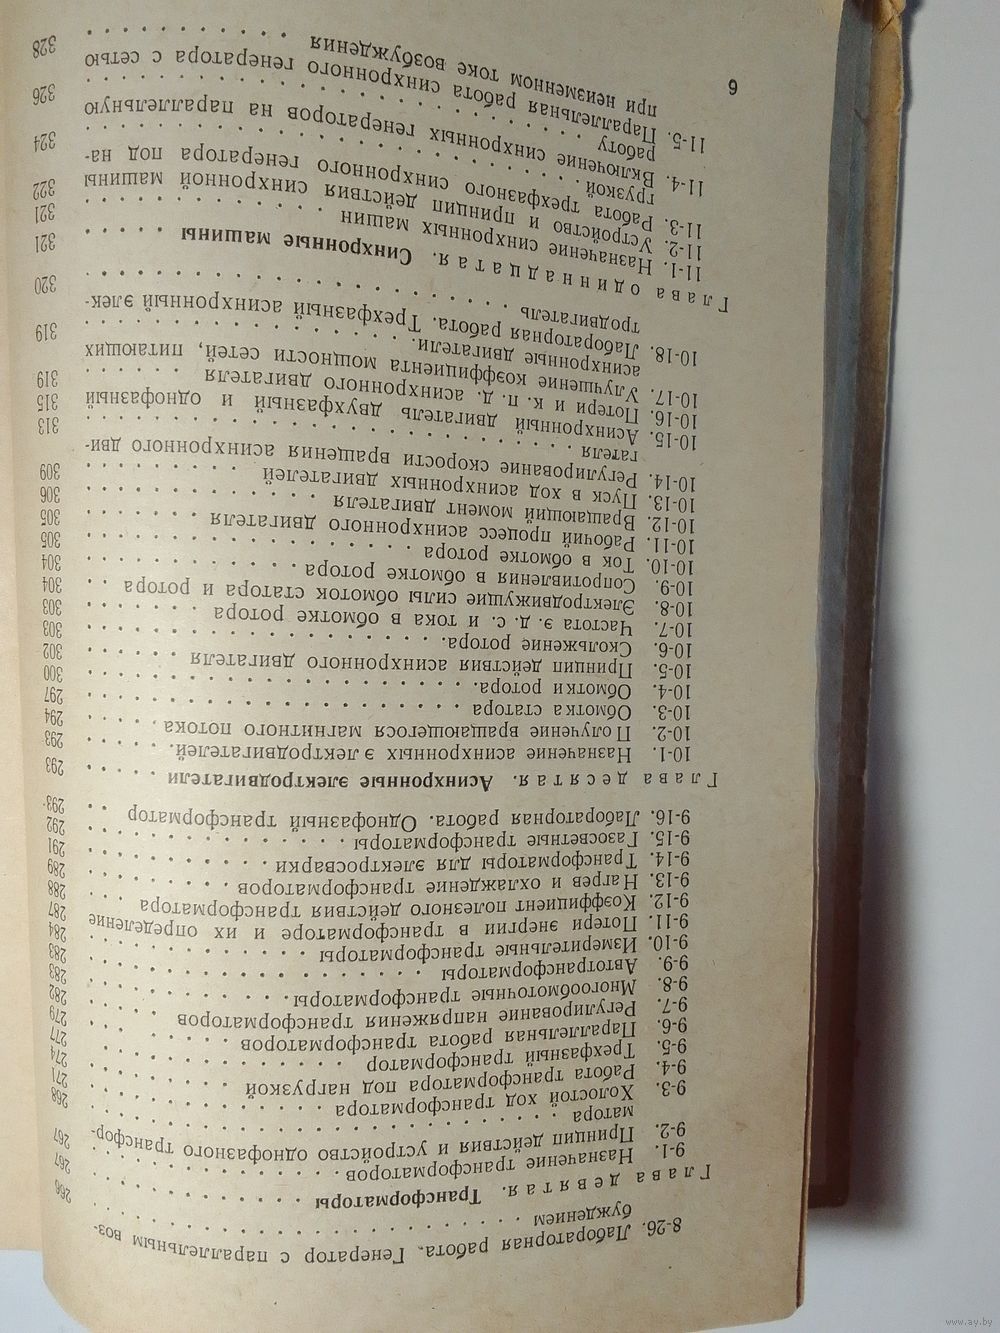 8-26. Лабораторная работа. Генератор с параллельным воз-
буждением . . . . . . . . . . . . . . . . . 266
Глава девятая. Трансформаторы . . . . . . . . . 267
9-1. Назначение трансформаторов . . . . . . . . . . 267
9-2. Принцип действия и устройство однофазного трансфор-
матора . . . . . . . . . . . . . . . . . . 268
9-3. Холостой ход трансформатора . . . . . . . . . 271
9-4. Работа трансформатора под нагрузкой . . . . . . 274
9-5. Трехфазный трансформатор . . . . . . . . . . 277
9-6. Параллельная работа трансформаторов . . . . . . 279
9-7. Регулирование напряжения трансформаторов . . . . 282
9-8. Многообмоточные трансформаторы . . . . . . . . 283
9-9. Автотрансформаторы . . . . . . . . . . . . . 283
9-10. Измерительные трансформаторы . . . . . . . . 284
9-11. Потери энергии в трансформаторе и их определение 287
9-12. Коэффициент полезного действия трансформатора . . 288
9-13. Нагрев и охлаждение трансформаторов . . . . . . 289
9-14. Трансформаторы для электросварки . . . . . . . 291
9-15. Газосветные трансформаторы . . . . . . . . . 292
9-16. Лабораторная работа. Однофазный трансформатор . . 293
Глава десятая. Асинхронные электродвигатели . . . . . 293
10-1. Назначение асинхронных электродвигателей. . . . . 293
10-2. Получение вращающегося магнитного потока . . . . 294
10-3. Обмотка статора . . . . . . . . . . . . . . 297
10-4. Обмотки ротора. . . . . . . . . . . . . . . 300
10-5. Принцип действия асинхронного двигателя . . . . . 302
10-6. Скольжение ротора. . . . . . . . . . . . . . 303
10-7. Частота э. д. с. и тока в обмотке ротора . . . . . 303
10-8. Электродвижущие силы обмоток статора и ротора . . 304
10-9. Сопротивления в обмотке ротора . . . . . . . . 304
10-10. Ток в обмотке ротора . . . . . . . . . . . . 305
10-11. Рабочий процесс асинхронного двигателя . . . . . 305
10-12. Вращающий момент двигателя . . . . . . . . . 306
10-13. Пуск в ход асинхронных двигателей . . . . . . . 309
10-14. Регулирование скорости вращения асинхронного дви-
гателя . . . . . . . . . . . . . . . . . . 313
10-15. Асинхронный двигатель двухфазный и однофазный 315
10-16. Потери и к. п. д. асинхронного двигателя . . . . . 319
10-17. Улучшение коэффициента мощности сетей, питающих
асинхронные двигатели. . . . . . . . . . . . . 319
10-18. Лабораторная работа. Трехфазный асинхронный элек-
тродвигатель . . . . . . . . . . . . . . . . 320
Глава одиннадцатая. Синхронные машины . . . . . 321
11-1. Назначение синхронных машин . . . . . . . . . 321
11-2. Устройство и принцип действия синхронной машины 322
11-3. Работа трехфазного синхронного генератора под на-
грузкой . . . . . . . . . . . . . . . . . . 324
11-4. Включение синхронных генераторов на параллельную
работу . . . . . . . . . . . . . . . . . . 326
11-5. Параллельная работа синхронного генератора с сетью
при неизменном токе возбуждения . . . . . . . . 328
6
www.ay.by